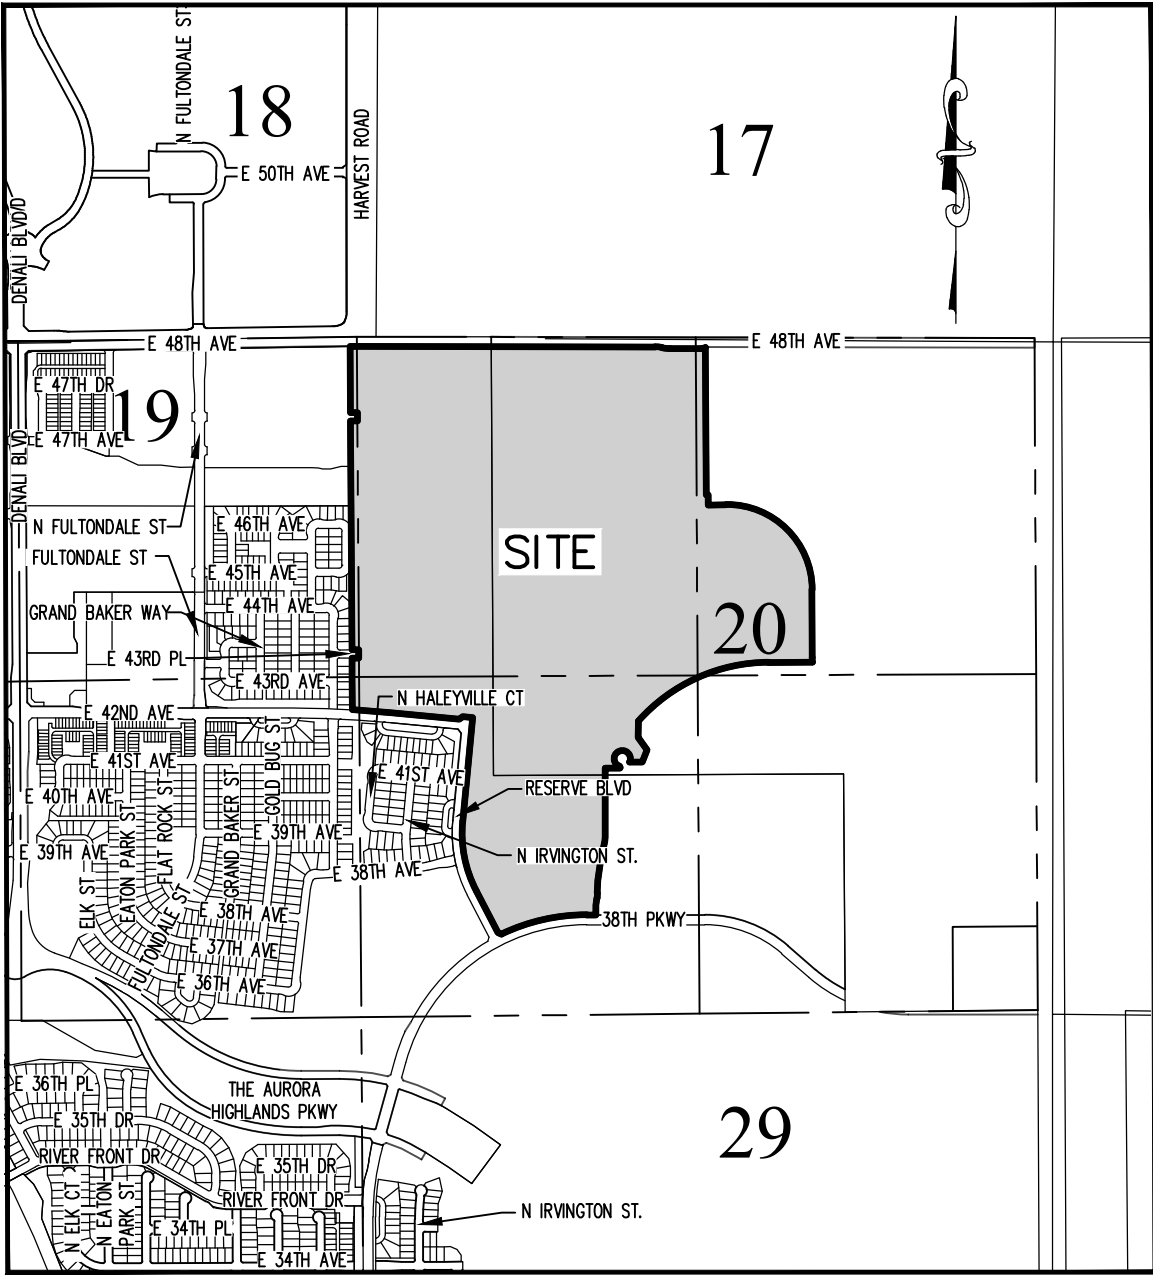 N FULTONDALE ST
18
HARVEST ROAD
17
E 50TH AVE
DENALI BLVD/D
E 48TH AVE
E 48TH AVE
E 47TH DR
19
E 47TH AVE
DENALI BLVD
N FULTONDALE ST
E 46TH AVE
FULTONDALE ST
SITE
E 45TH AVE
E 44TH AVE
GRAND BAKER WAY
20
E 43RD PL
E 43RD AVE
N HALEYVILLE CT
E 42ND AVE
GOLD BUG ST
E 41ST AVE
E 41ST AVE
RESERVE BLVD
E 40TH AVE
FLAT ROCK ST
GRAND BAKER ST
EATON PARK ST
E 39TH AVE
E 39TH AVE
N IRVINGTON ST.
E 38TH AVE
ELK ST
FULTONDALE ST
E 38TH AVE
38TH PKWY
E 37TH AVE
E 36TH AVE
E 36TH PL
THE AURORA
HIGHLANDS PKWY
E 35TH DR
29
RIVER FRONT DR
E 35TH DR
N ELK CT
N EATON
PARK ST
RIVER FRONT DR
N IRVINGTON ST.
E 34TH PL
E 34TH AVE